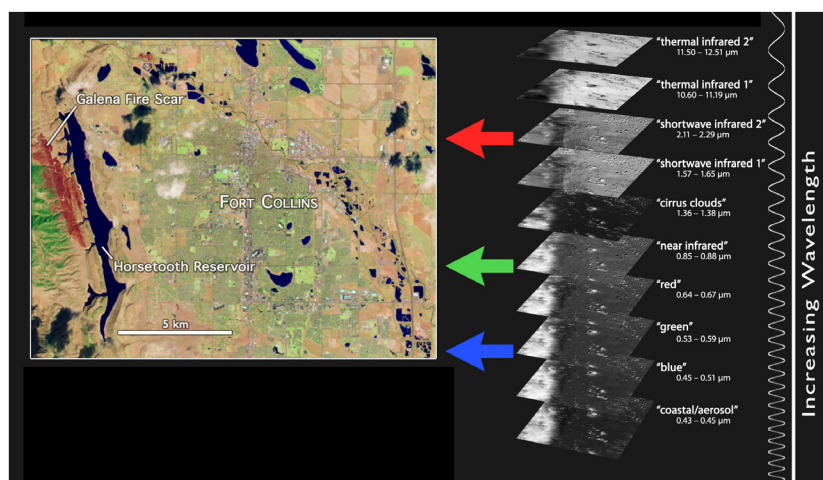 Galena Fire Scar
FORT COLLINS
Horsetooth Reservoir
5 km
"thermal infrared 2"
11.50 – 12.51 µm
"thermal infrared 1"
10.60 – 11.19 µm
"shortwave infrared 2"
2.11 – 2.29 µm
"shortwave infrared 1"
1.57 – 1.65 µm
"cirrus clouds"
1.36 – 1.38 µm
"near infrared"
0.85 – 0.88 µm
"red"
0.64 – 0.67 µm
"green"
0.53 – 0.59 µm
"blue"
0.45 – 0.51 µm
"coastal/aerosol"
0.43 – 0.45 µm
Increasing Wavelength